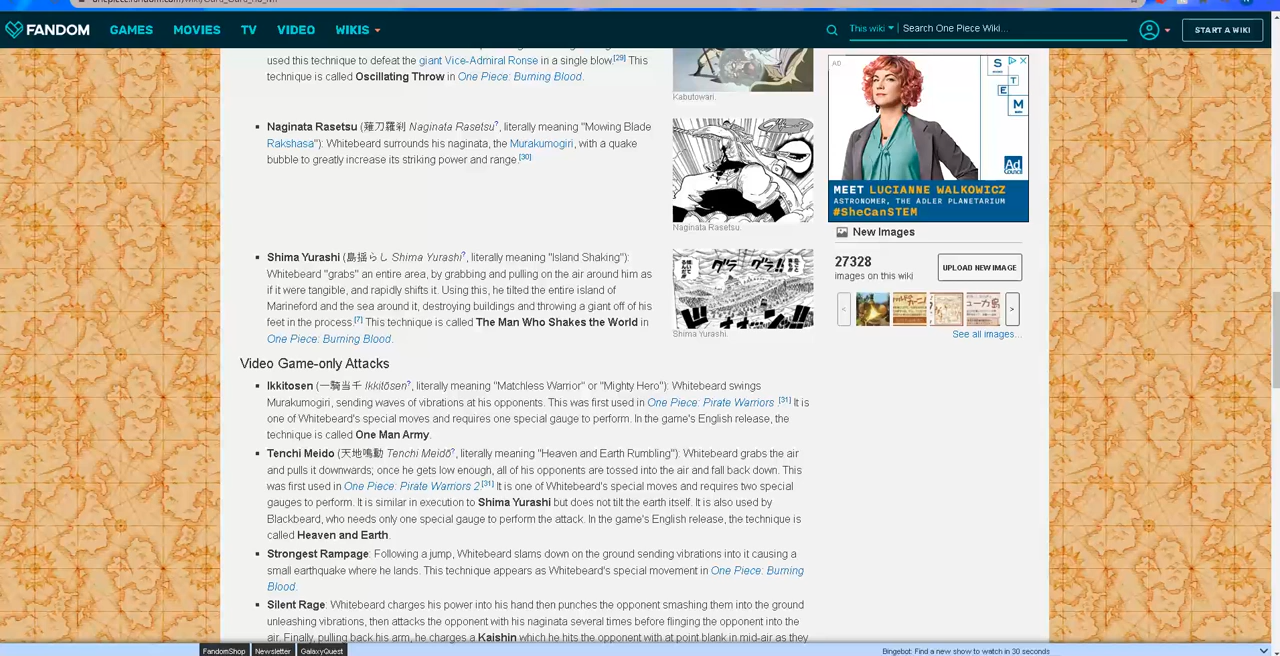 FANDOM GAMES MOVIES TV VIDEO WIKIS This wiki Search One Piece Wiki... START A WIKI
used this technique to defeat the giant Vice-Admiral Ronse in a single blow.[29] This
technique is called Oscillating Throw in One Piece: Burning Blood.
Kabutowari.
Naginata Rasetsu (薙刀羅刹 Naginata Rasetsu?, literally meaning "Mowing Blade
Rakshasa"): Whitebeard surrounds his naginata, the Murakumogiri, with a quake
bubble to greatly increase its striking power and range.[30]
Naginata Rasetsu.
Shima Yurashi (島揺らし Shima Yurashi?, literally meaning "Island Shaking"):
Whitebeard "grabs" an entire area, by grabbing and pulling on the air around him as
if it were tangible, and rapidly shifts it. Using this, he tilted the entire island of
Marineford and the sea around it, destroying buildings and throwing a giant off of his
feet in the process.[7] This technique is called The Man Who Shakes the World in
One Piece: Burning Blood.
グラグラ!!
Shima Yurashi.
Video Game-only Attacks
Ikkitosen (一騎当千 Ikkitōsen?, literally meaning "Matchless Warrior" or "Mighty Hero"): Whitebeard swings
Murakumogiri, sending waves of vibrations at his opponents. This was first used in One Piece: Pirate Warriors.[31] It is
one of Whitebeard's special moves and requires one special gauge to perform. In the game's English release, the
technique is called One Man Army.
Tenchi Meido (天地鳴動 Tenchi Meidō?, literally meaning "Heaven and Earth Rumbling"): Whitebeard grabs the air
and pulls it downwards; once he gets low enough, all of his opponents are tossed into the air and fall back down. This
was first used in One Piece: Pirate Warriors 2.[31] It is one of Whitebeard's special moves and requires two special
gauges to perform. It is similar in execution to Shima Yurashi but does not tilt the earth itself. It is also used by
Blackbeard, who needs only one special gauge to perform the attack. In the game's English release, the technique is
called Heaven and Earth.
Strongest Rampage: Following a jump, Whitebeard slams down on the ground sending vibrations into it causing a
small earthquake where he lands. This technique appears as Whitebeard's special movement in One Piece: Burning
Blood.
Silent Rage: Whitebeard charges his power into his hand then punches the opponent smashing them into the ground
unleashing vibrations, then attacks the opponent with his naginata several times before flinging the opponent into the
air. Finally, pulling back his arm, he charges a Kaishin which he hits the opponent with at point blank in mid-air as they
AD
S
T
E
M
Ad
COUNCIL
MEET LUCIANNE WALKOWICZ
ASTRONOMER, THE ADLER PLANETARIUM
#SheCanSTEM
New Images
27328
images on this wiki
UPLOAD NEW IMAGE
< >
See all images...
FandomShop Newsletter GalaxyQuest Bingebot: Find a new show to watch in 30 seconds